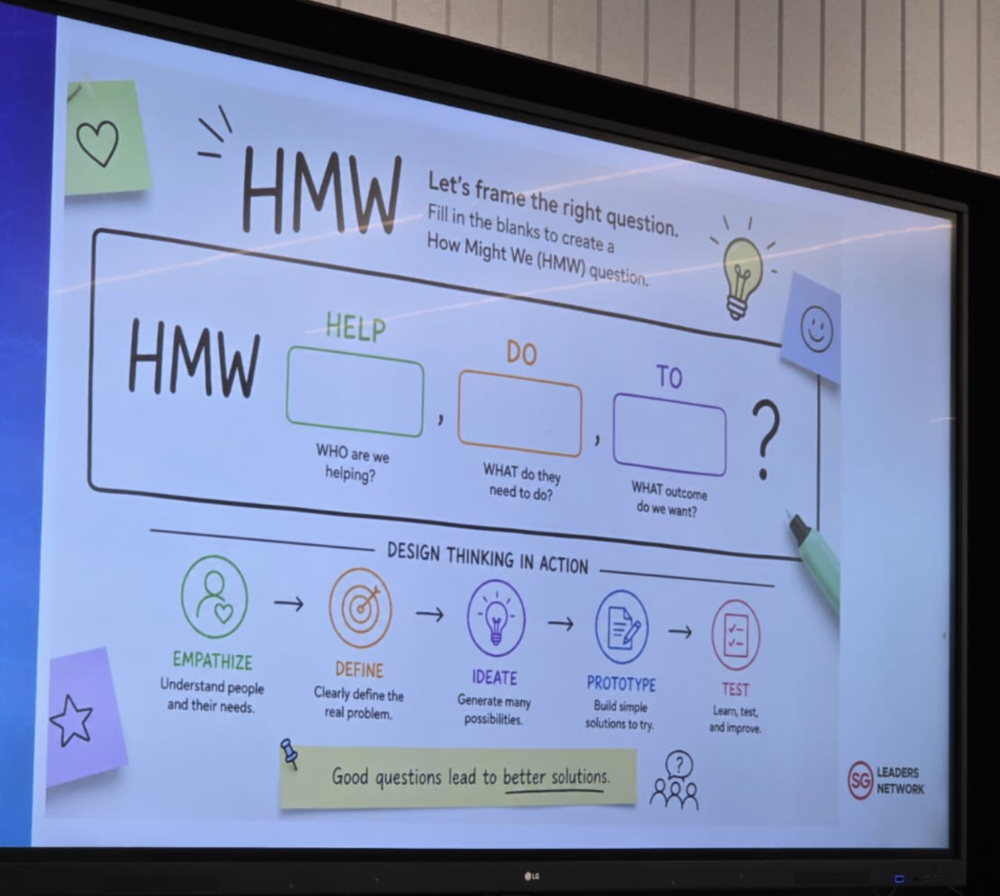 HMW
Let's frame the right question.
Fill in the blanks to create a
How Might We (HMW) question.
HMW
HELP
,
DO
,
TO
?
WHO are we
helping?
WHAT do they
need to do?
WHAT outcome
do we want?
DESIGN THINKING IN ACTION
EMPATHIZE
Understand people
and their needs.
DEFINE
Clearly define the
real problem.
IDEATE
Generate many
possibilities.
PROTOTYPE
Build simple
solutions to try.
TEST
Learn, test,
and improve.
Good questions lead to better solutions.
?
SG LEADERS
NETWORK
LG